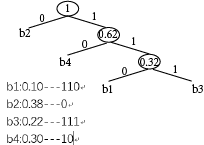 1
0 1
b2 0.62
0 1
b4 0.32
0 1
b1 b3
b1:0.10---110
b2:0.38---0
b3:0.22---111
b4:0.30---10